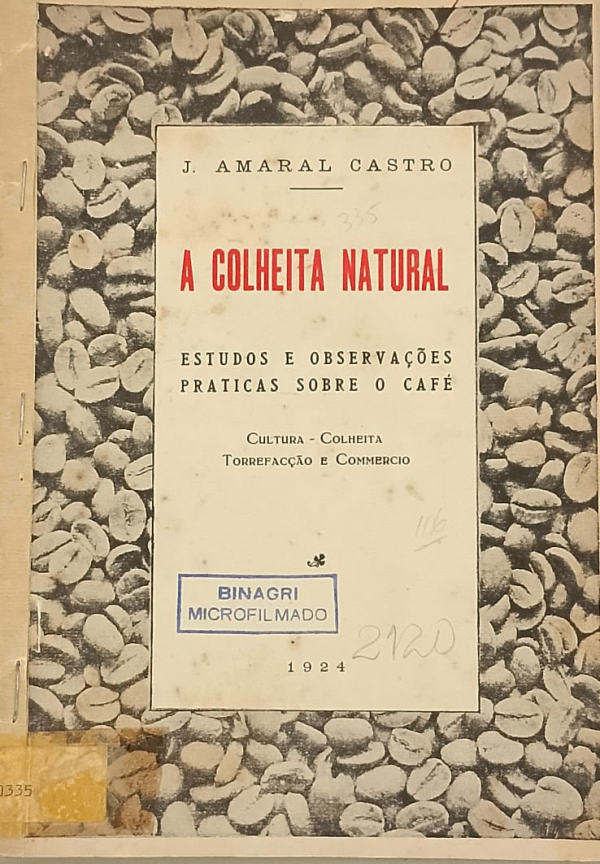 J. AMARAL CASTRO
335
A COLHEITA NATURAL
ESTUDOS E OBSERVAÇÕES
PRATICAS SOBRE O CAFÉ
CULTURA - COLHEITA
TORREFACÇÃO E COMMERCIO
116
BINAGRI
MICROFILMADO
2120
1924
335